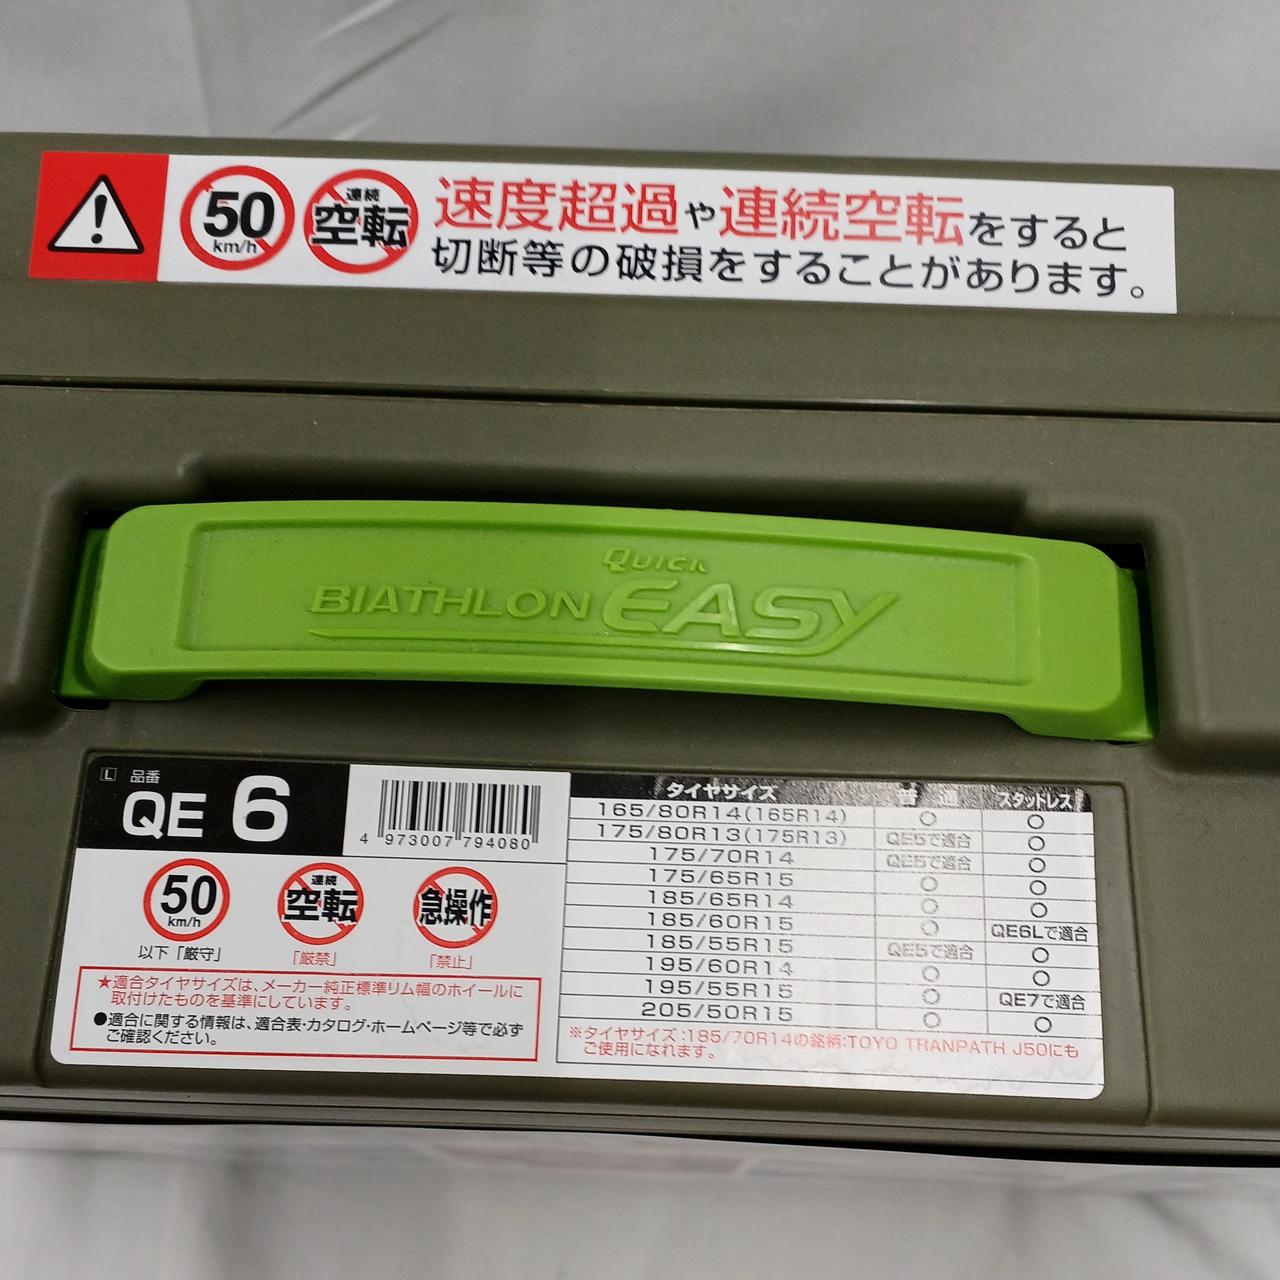 50 km/h 連続 空転 速度超過や連続空転をすると
切断等の破損をすることがあります。
QUICK
BIATHLON EASY
L 品番
QE 6
4 973007 794080
50 km/h 連続 空転 急操作
以下「厳守」 「厳禁」 「禁止」
★適合タイヤサイズは、メーカー純正標準リム幅のホイールに
取付けたものを基準にしています。
●適合に関する情報は、適合表・カタログ・ホームページ等で必ず
ご確認ください。
タイヤサイズ 普通 スタッドレス
165/80R14(165R14) ○ ○
175/80R13(175R13) QE5で適合 ○
175/70R14 QE5で適合 ○
175/65R15 ○ ○
185/65R14 ○ ○
185/60R15 ○ QE6Lで適合
185/55R15 QE5で適合 ○
195/60R14 ○ ○
195/55R15 ○ QE7で適合
205/50R15 ○ ○
※タイヤサイズ:185/70R14の銘柄:TOYO TRANPATH J50にも
ご使用になれます。